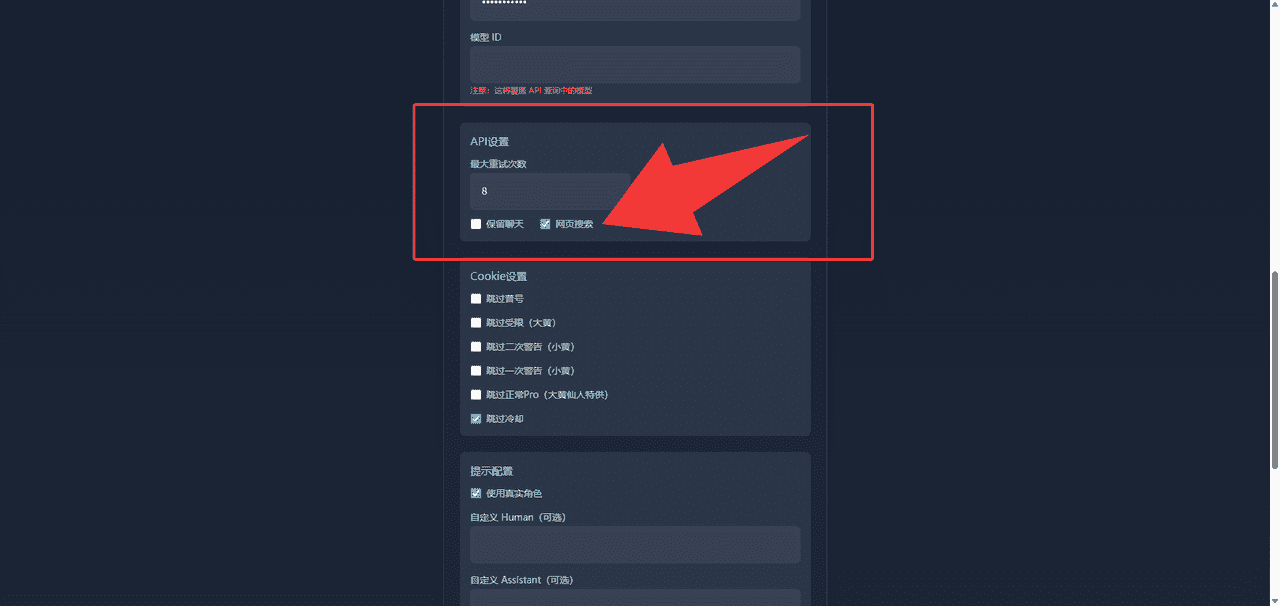 模型 ID
注意：这将覆盖 API 查询中的模型
API设置
最大重试次数
8
保留聊天 网页搜索
Cookie设置
跳过普号
跳过受限（大黄）
跳过二次警告（小黄）
跳过一次警告（小黄）
跳过正常Pro（大黄仙人特供）
跳过冷却
提示配置
使用真实角色
自定义 Human（可选）
自定义 Assistant（可选）